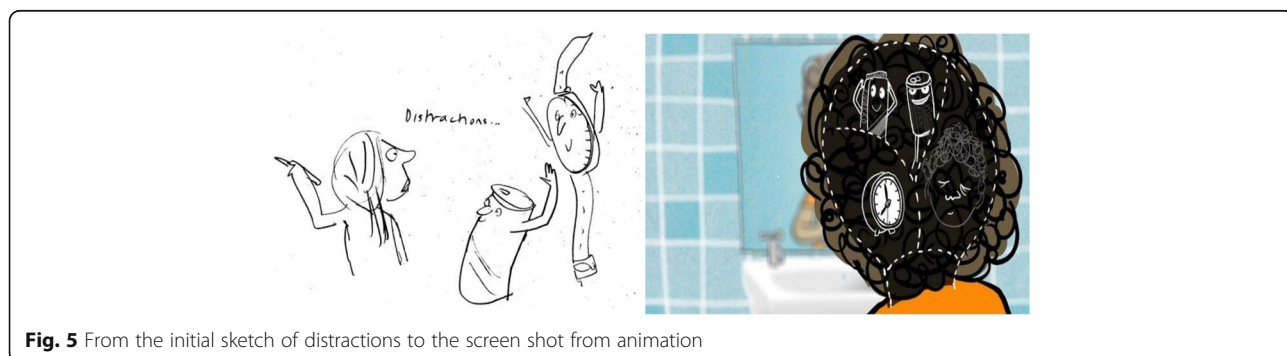 Distractions...
Fig. 5 From the initial sketch of distractions to the screen shot from animation